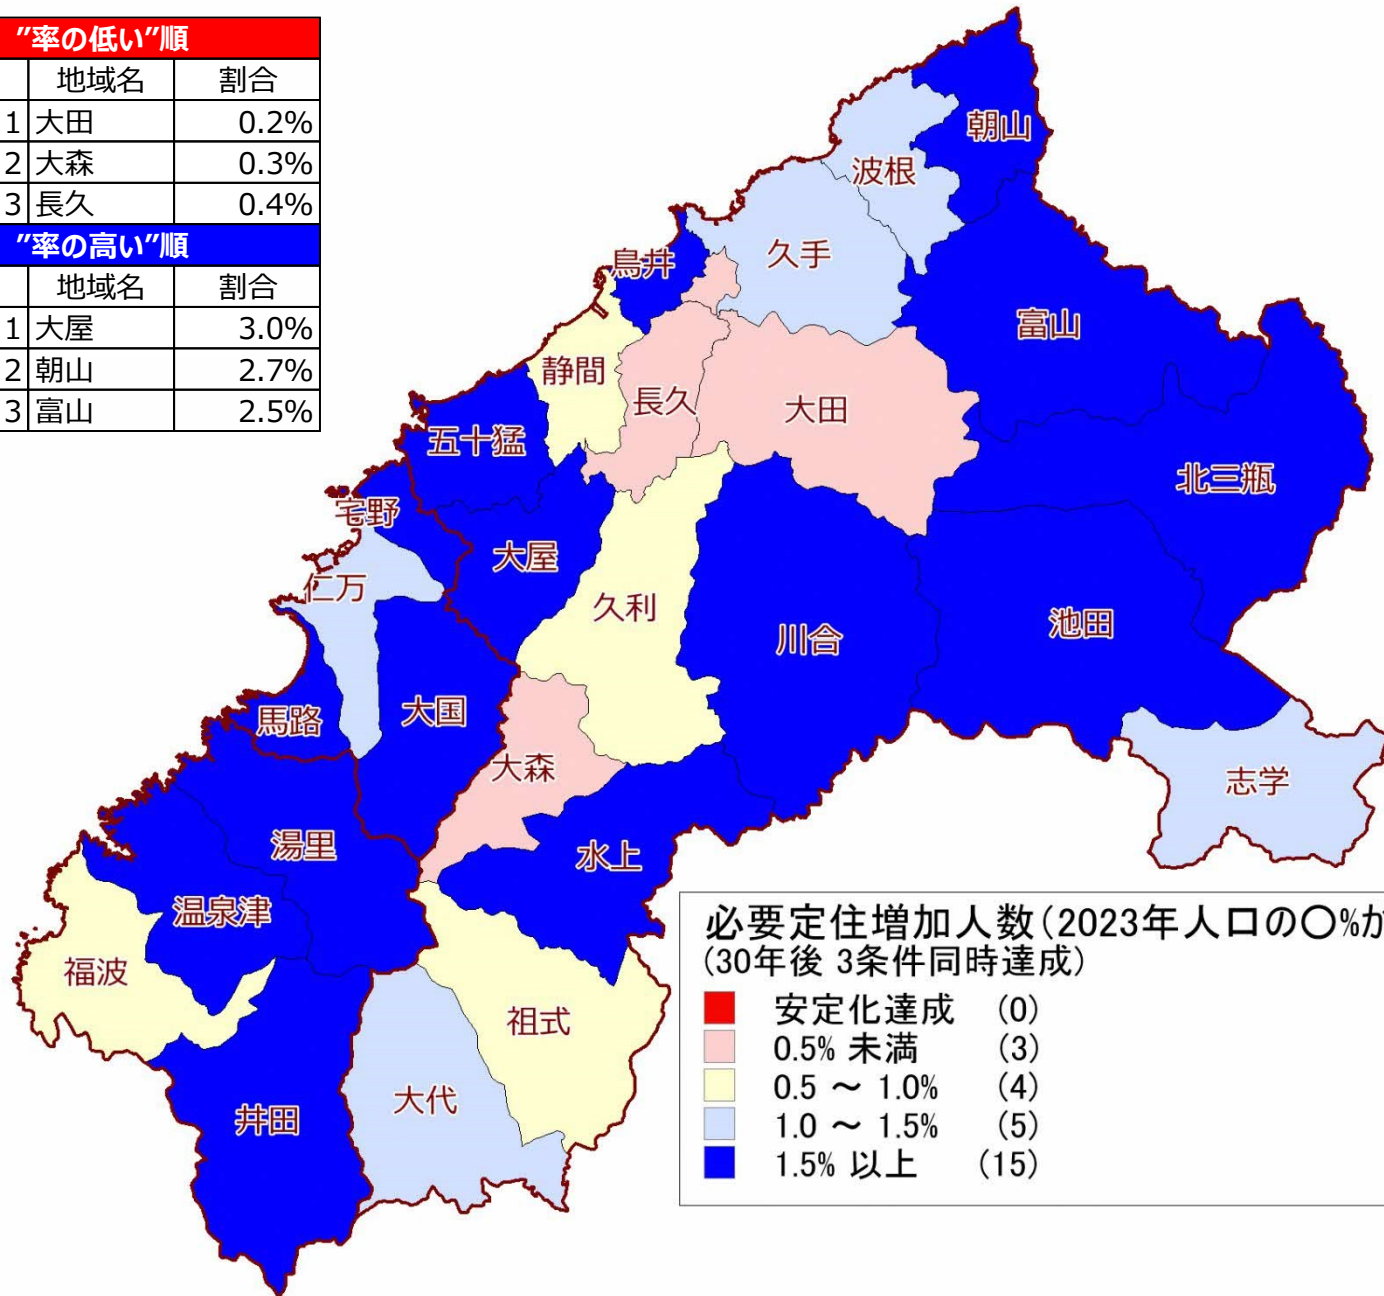 ”率の低い”順
地域名 割合
1 大田 0.2%
2 大森 0.3%
3 長久 0.4%
”率の高い”順
地域名 割合
1 大屋 3.0%
2 朝山 2.7%
3 富山 2.5%
朝山
波根
久手
鳥井
富山
静間
長久
大田
五十猛
北三瓶
宅野
大屋
仁万
久利
川合
池田
馬路
大国
大森
志学
湯里
水上
温泉津
福波
祖式
大代
井田
必要定住増加人数(2023年人口の〇%か
(30年後 3条件同時達成)
安定化達成 (0)
0.5% 未満 (3)
0.5 ～ 1.0% (4)
1.0 ～ 1.5% (5)
1.5% 以上 (15)